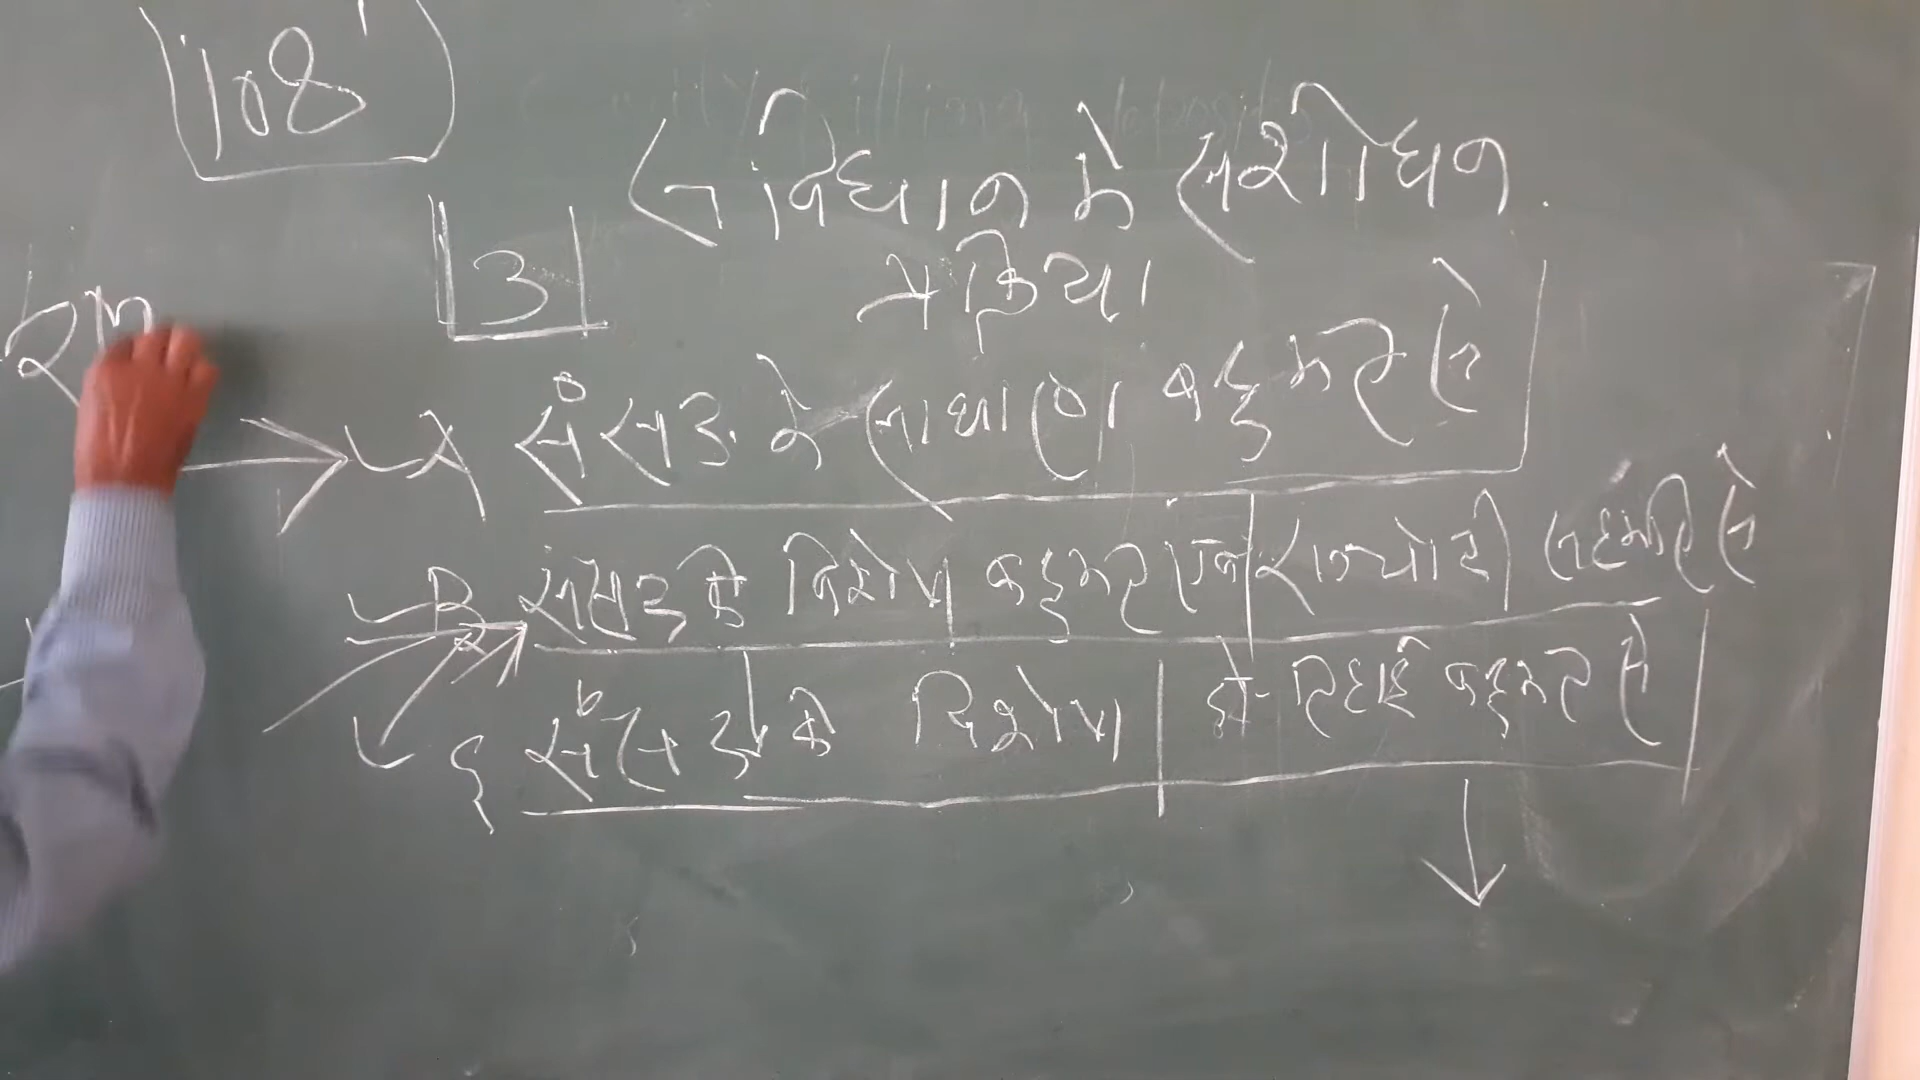 108
संविधान मे संशोधन
3
प्रक्रिया
A संसद के साधारण बहुमत से
B संसद के विशेष बहुमत एवं राज्यो की सहमति से
संसद के विशेष दो-तिहाई बहुमत से